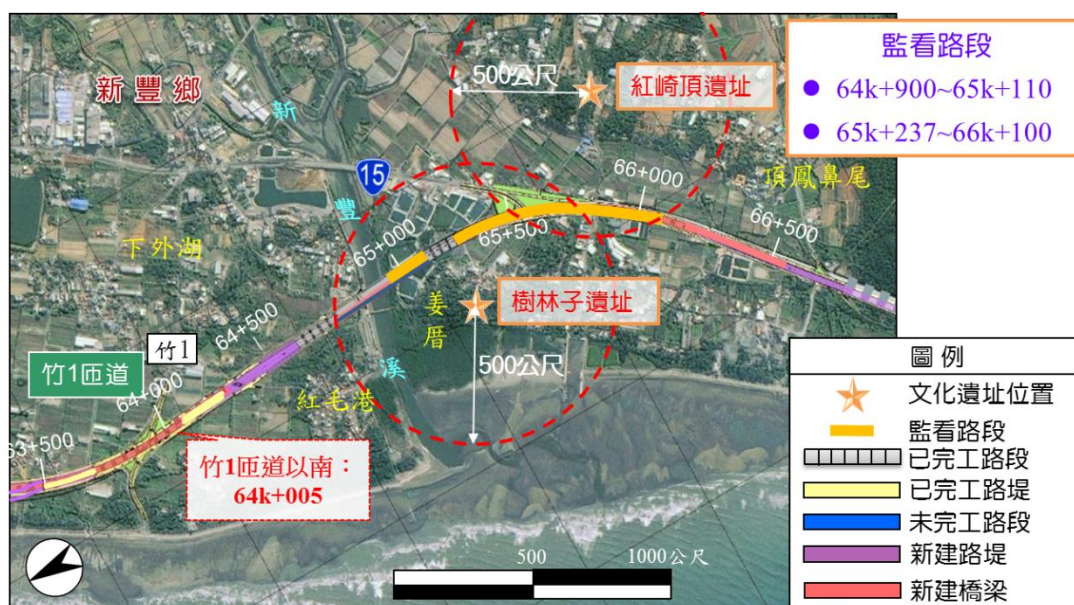 新豐鄉
新
豐
溪
15
500公尺
紅崎頂遺址
監看路段
● 64k+900~65k+110
● 65k+237~66k+100
頂鳳鼻尾
66+000
66+500
65+500
65+000
下外湖
64+500
姜厝
樹林子遺址
500公尺
竹1
竹1匝道
64+000
紅毛港
63+500
竹1匝道以南：
64k+005
500
1000公尺
圖例
文化遺址位置
監看路段
已完工路段
已完工路堤
未完工路段
新建路堤
新建橋梁